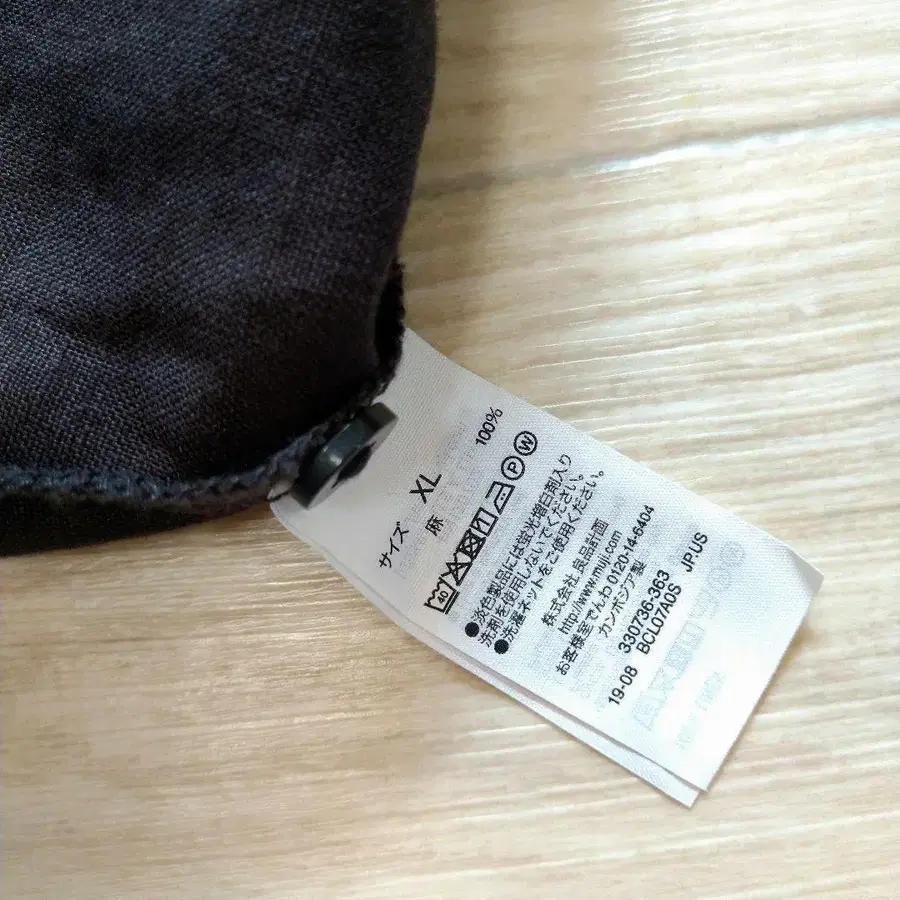 サイズ XL
麻 100%
40 P W
●淡色製品には蛍光増白剤入り
洗剤を使用しないでください。
●洗濯ネットをご使用ください。
株式会社 良品計画
http://www.muji.com
お客様室でんわ 0120-14-6404
カンボジア製
330736-363
19-08 BCL07A0S JP.US